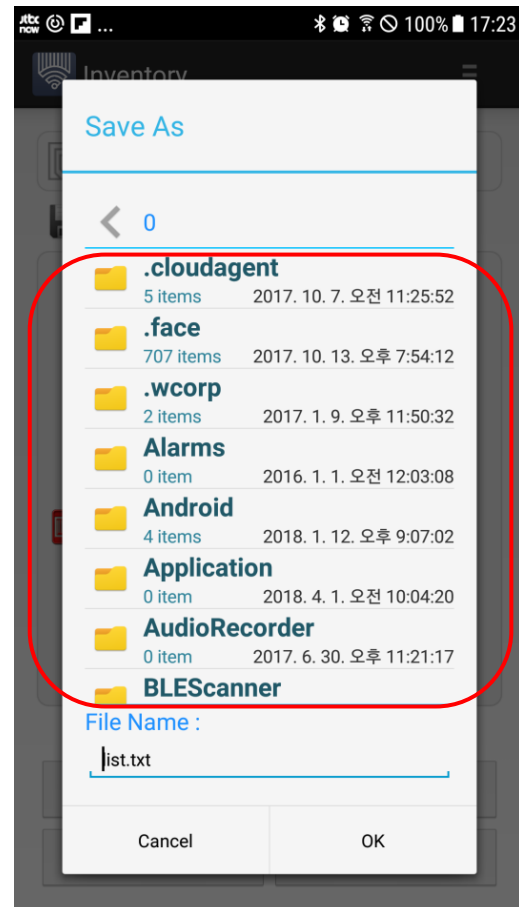 jtbc now ... 100% 17:23
Inventory
Save As
0
.cloudagent
5 items 2017. 10. 7. 오전 11:25:52
.face
707 items 2017. 10. 13. 오후 7:54:12
.wcorp
2 items 2017. 1. 9. 오후 11:50:32
Alarms
0 item 2016. 1. 1. 오전 12:03:08
Android
4 items 2018. 1. 12. 오후 9:07:02
Application
0 item 2018. 4. 1. 오전 10:04:20
AudioRecorder
0 item 2017. 6. 30. 오후 11:21:17
BLEScanner
File Name :
list.txt
Cancel OK